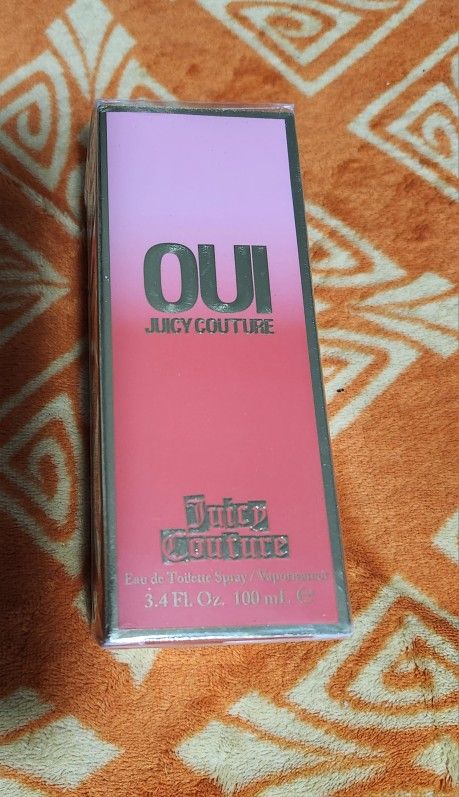 OUI
JUICY COUTURE
Juicy
Couture
Eau de Toilette Spray / Vaporisateur
3.4 Fl. Oz. 100 mL ℮